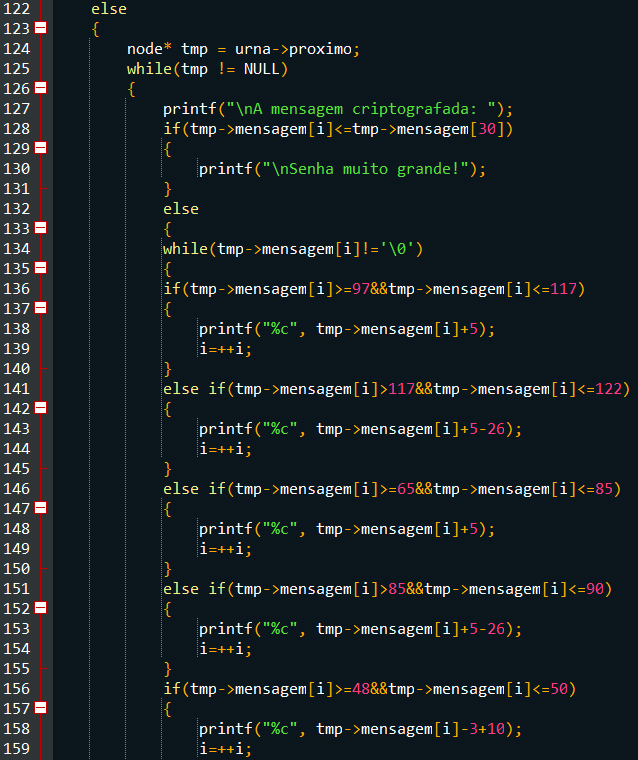 122 else
123 {
124 node* tmp = urna->proximo;
125 while(tmp != NULL)
126 {
127 printf("\nA mensagem criptografada: ");
128 if(tmp->mensagem[i]<=tmp->mensagem[30])
129 {
130 printf("\nSenha muito grande!");
131 }
132 else
133 {
134 while(tmp->mensagem[i]!='\0')
135 {
136 if(tmp->mensagem[i]>=97&&tmp->mensagem[i]<=117)
137 {
138 printf("%c", tmp->mensagem[i]+5);
139 i=++i;
140 }
141 else if(tmp->mensagem[i]>117&&tmp->mensagem[i]<=122)
142 {
143 printf("%c", tmp->mensagem[i]+5-26);
144 i=++i;
145 }
146 else if(tmp->mensagem[i]>=65&&tmp->mensagem[i]<=85)
147 {
148 printf("%c", tmp->mensagem[i]+5);
149 i=++i;
150 }
151 else if(tmp->mensagem[i]>85&&tmp->mensagem[i]<=90)
152 {
153 printf("%c", tmp->mensagem[i]+5-26);
154 i=++i;
155 }
156 if(tmp->mensagem[i]>=48&&tmp->mensagem[i]<=50)
157 {
158 printf("%c", tmp->mensagem[i]-3+10);
159 i=++i;